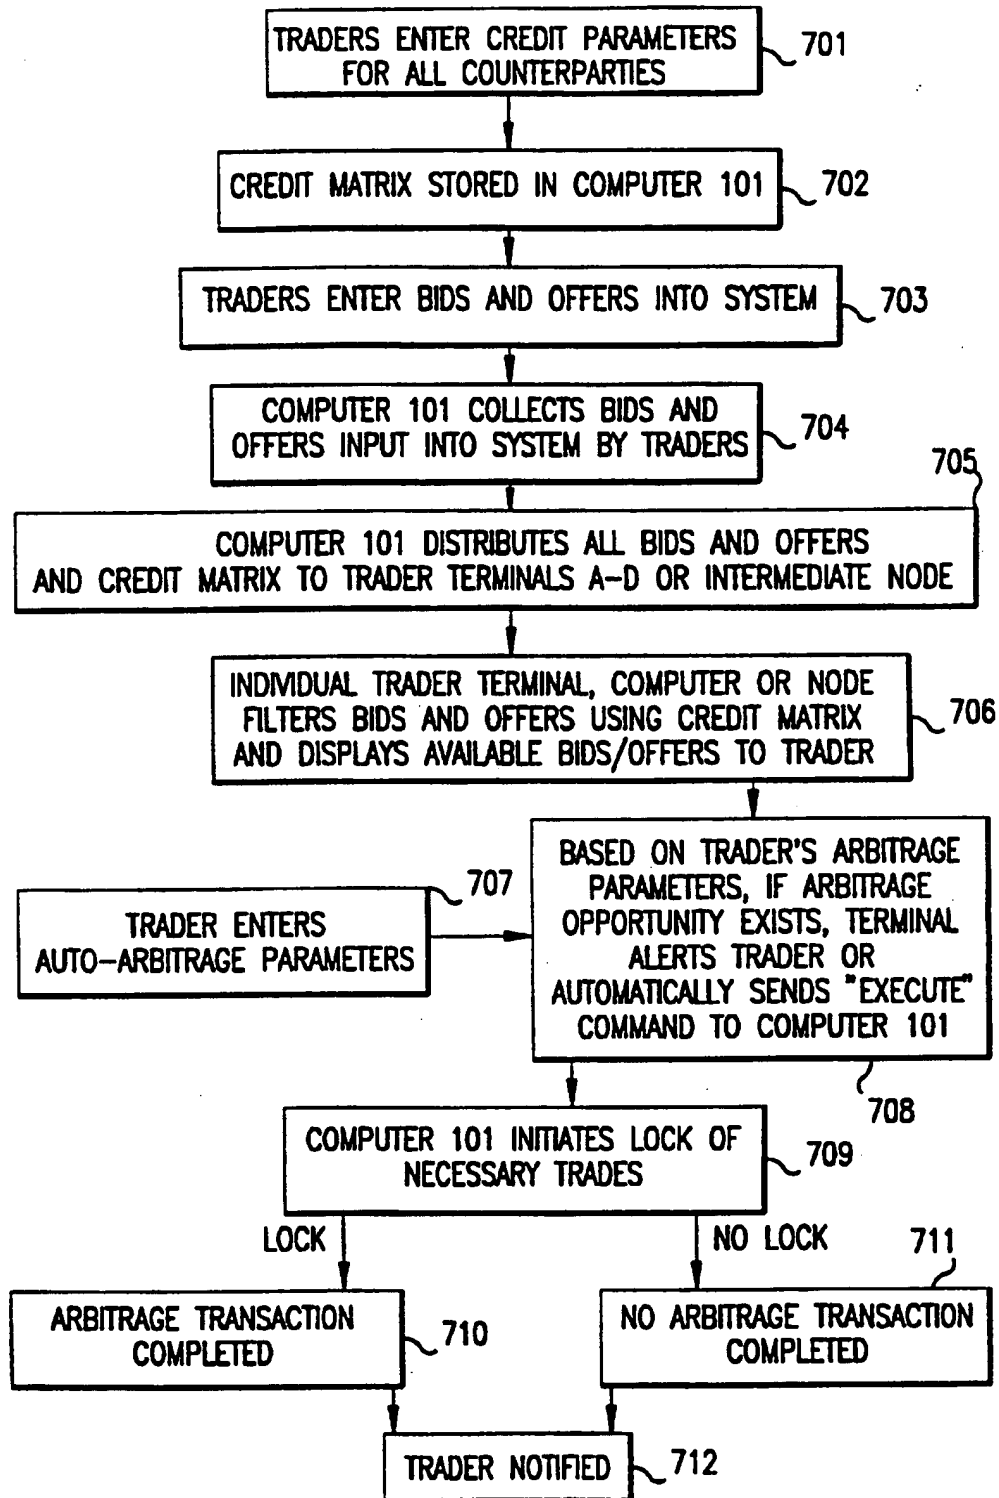 TRADERS ENTER CREDIT PARAMETERS
FOR ALL COUNTERPARTIES
701
CREDIT MATRIX STORED IN COMPUTER 101
702
TRADERS ENTER BIDS AND OFFERS INTO SYSTEM
703
COMPUTER 101 COLLECTS BIDS AND
OFFERS INPUT INTO SYSTEM BY TRADERS
704
705
COMPUTER 101 DISTRIBUTES ALL BIDS AND OFFERS
AND CREDIT MATRIX TO TRADER TERMINALS A-D OR INTERMEDIATE NODE
INDIVIDUAL TRADER TERMINAL, COMPUTER OR NODE
FILTERS BIDS AND OFFERS USING CREDIT MATRIX
AND DISPLAYS AVAILABLE BIDS/OFFERS TO TRADER
706
707
TRADER ENTERS
AUTO-ARBITRAGE PARAMETERS
BASED ON TRADER'S ARBITRAGE
PARAMETERS, IF ARBITRAGE
OPPORTUNITY EXISTS, TERMINAL
ALERTS TRADER OR
AUTOMATICALLY SENDS "EXECUTE"
COMMAND TO COMPUTER 101
708
COMPUTER 101 INITIATES LOCK OF
NECESSARY TRADES
709
LOCK
NO LOCK
711
ARBITRAGE TRANSACTION
COMPLETED
710
NO ARBITRAGE TRANSACTION
COMPLETED
TRADER NOTIFIED
712